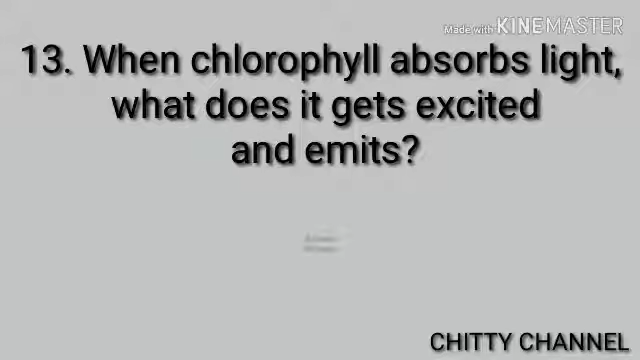 Made with KINEMASTER
13. When chlorophyll absorbs light,
what does it gets excited
and emits?
CHITTY CHANNEL